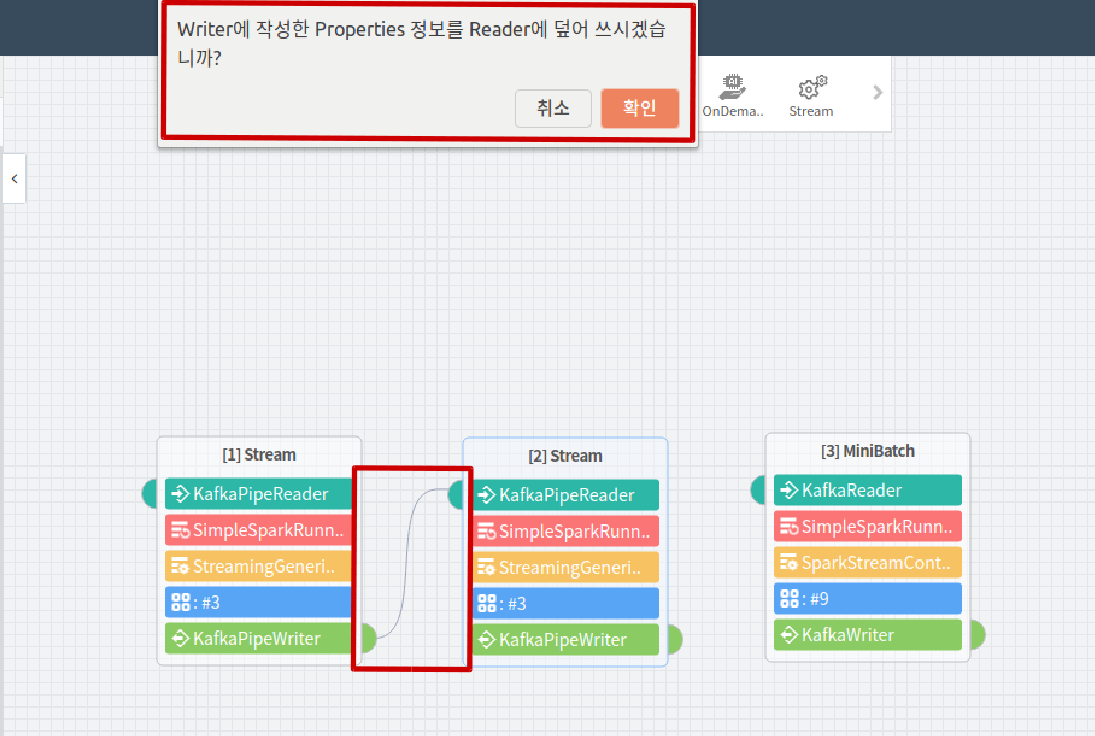 Writer에 작성한 Properties 정보를 Reader에 덮어 쓰시겠습
니까?
취소
확인
OnDema..
Stream
[1] Stream
KafkaPipeReader
SimpleSparkRunn..
StreamingGeneri..
: #3
KafkaPipeWriter
[2] Stream
KafkaPipeReader
SimpleSparkRunn..
StreamingGeneri..
: #3
KafkaPipeWriter
[3] MiniBatch
KafkaReader
SimpleSparkRunn..
SparkStreamCont..
: #9
KafkaWriter